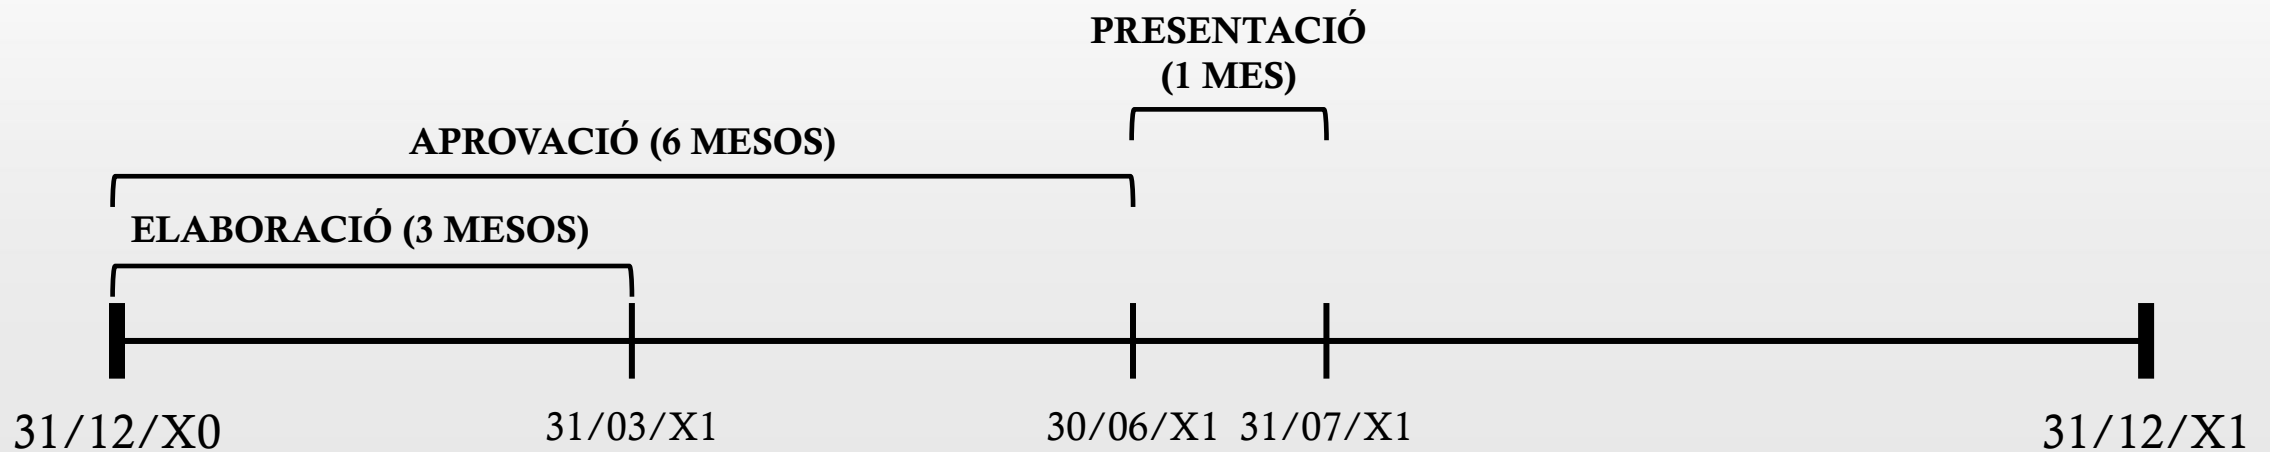 PRESENTACIÓ
(1 MES)
APROVACIÓ (6 MESOS)
ELABORACIÓ (3 MESOS)
31/12/X0
31/03/X1
30/06/X1
31/07/X1
31/12/X1